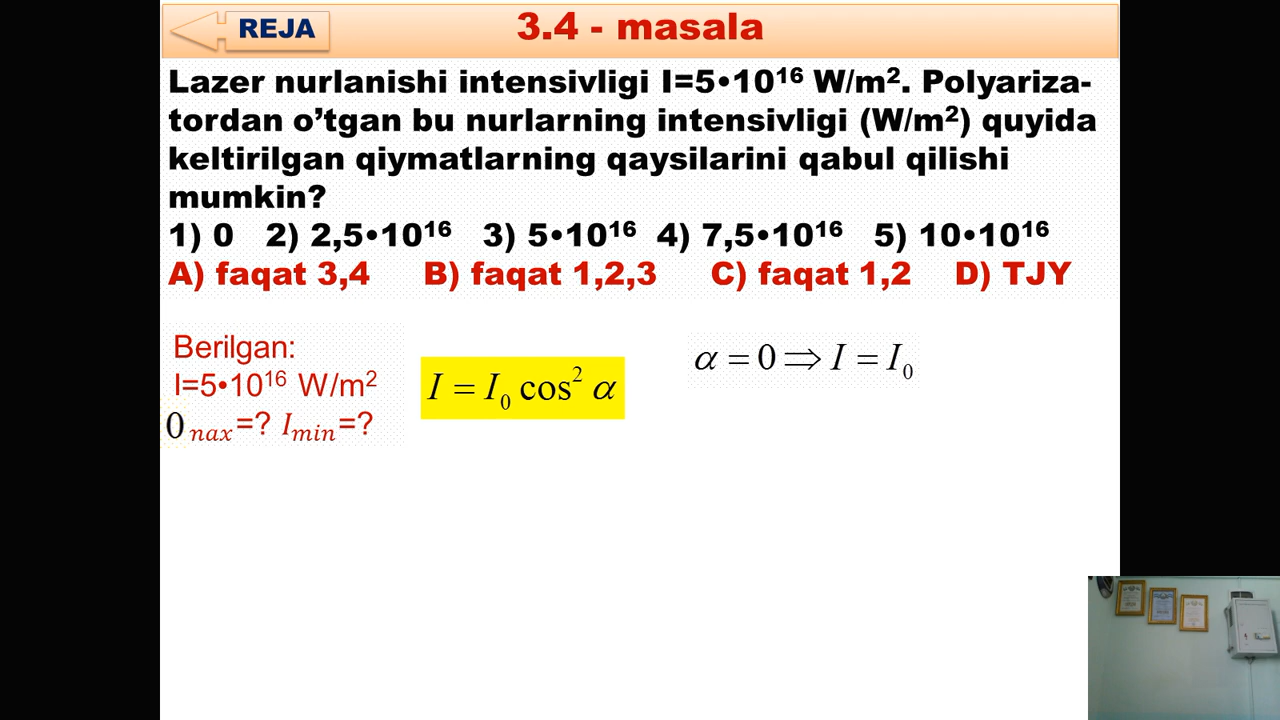 REJA
3.4 - masala
Lazer nurlanishi intensivligi I=5•10¹⁶ W/m². Polyariza-
tordan o’tgan bu nurlarning intensivligi (W/m²) quyida
keltirilgan qiymatlarning qaysilarini qabul qilishi
mumkin?
1) 0 2) 2,5•10¹⁶ 3) 5•10¹⁶ 4) 7,5•10¹⁶ 5) 10•10¹⁶
A) faqat 3,4 B) faqat 1,2,3 C) faqat 1,2 D) TJY
Berilgan:
I=5•10¹⁶ W/m²
0 nax=? Imin=?
I = I₀ cos² α
α = 0 ⇒ I = I₀